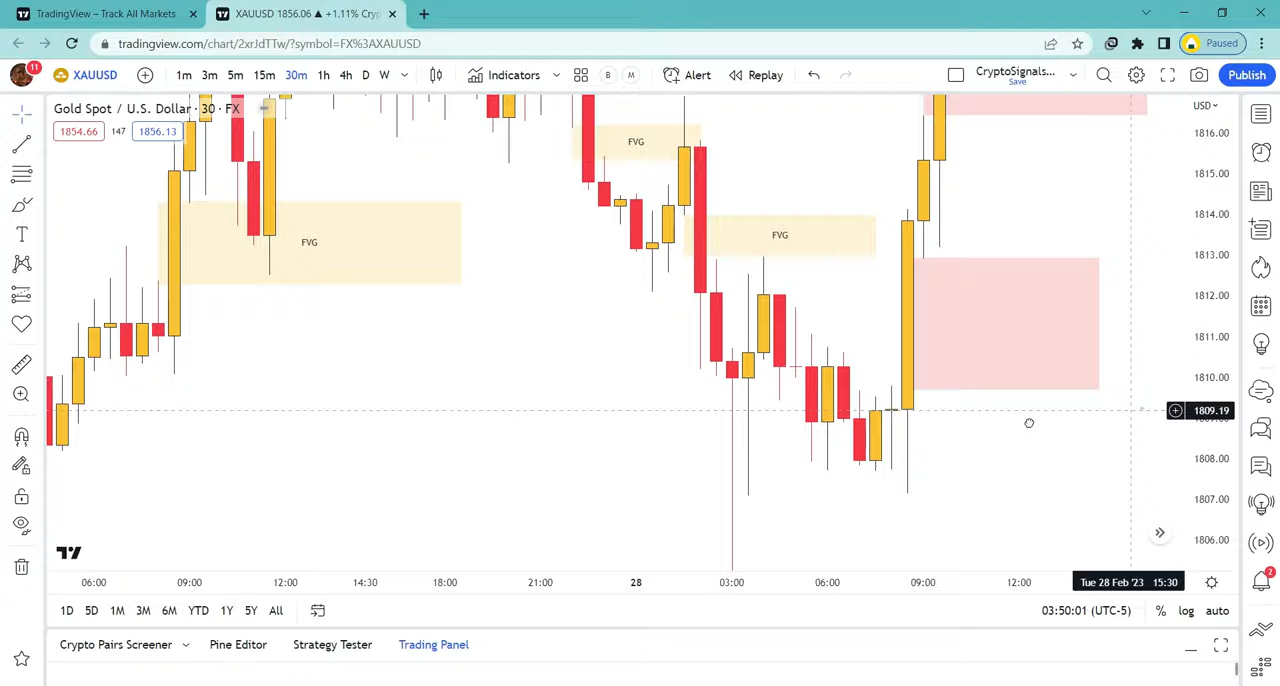 TradingView – Track All Markets
XAUUSD 1856.06 ▲ +1.11% Cry
tradingview.com/chart/2xrJdTTw/?symbol=FX%3AXAUUSD
Paused
11
XAUUSD
1m 3m 5m 15m 30m 1h 4h D W
Indicators
B M
Alert
Replay
CryptoSignals...
Save
Publish
Gold Spot / U.S. Dollar · 30 · FX
USD
1854.66 147 1856.13
1816.00
FVG
1815.00
1814.00
FVG
FVG
1813.00
1812.00
1811.00
1810.00
1809.19
1808.00
1807.00
1806.00
06:00 09:00 12:00 14:30 18:00 21:00 28 03:00 06:00 09:00 12:00 Tue 28 Feb '23 15:30
2
1D 5D 1M 3M 6M YTD 1Y 5Y All
03:50:01 (UTC-5) % log auto
Crypto Pairs Screener Pine Editor Strategy Tester Trading Panel